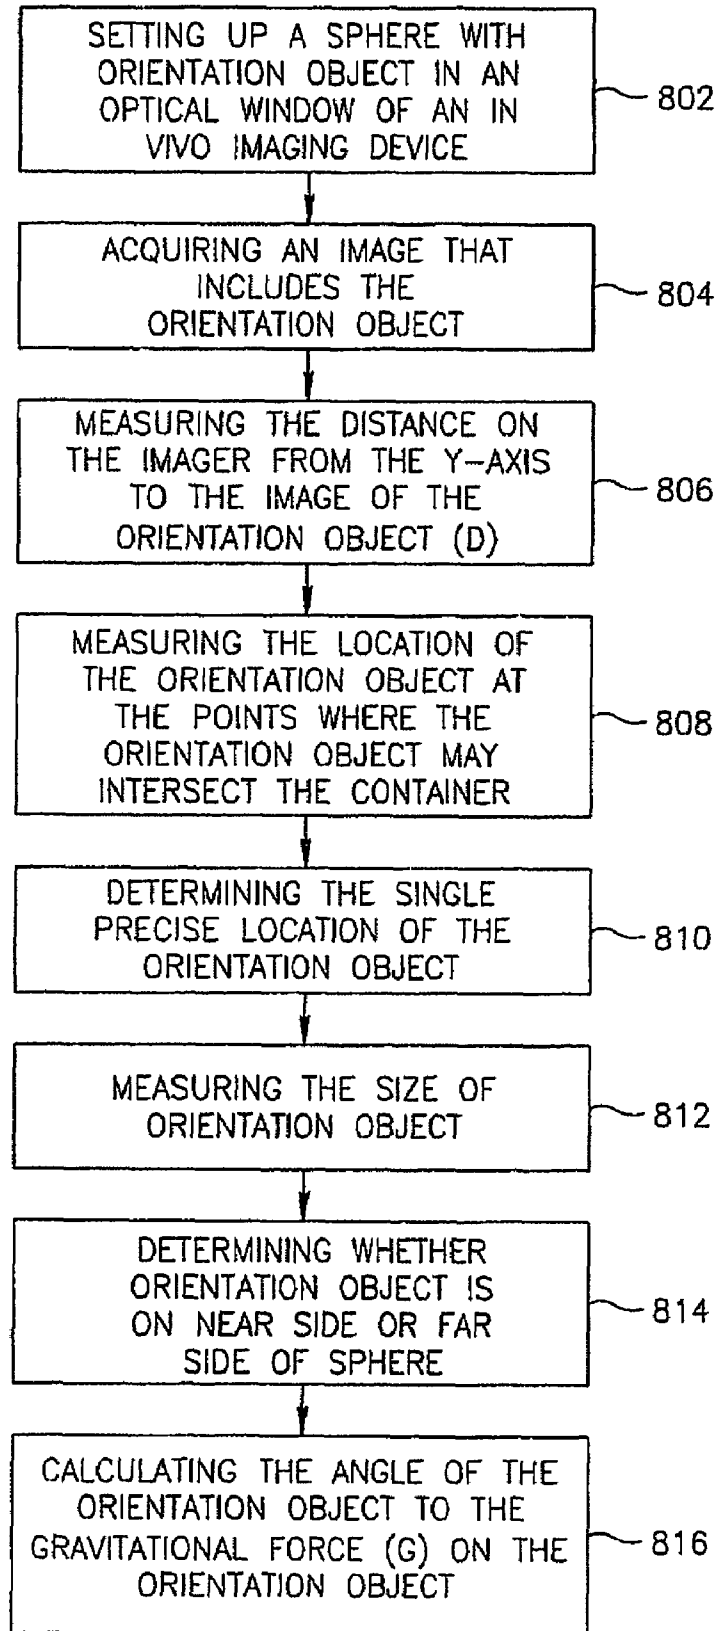 SETTING UP A SPHERE WITH
ORIENTATION OBJECT IN AN
OPTICAL WINDOW OF AN IN
VIVO IMAGING DEVICE
802
ACQUIRING AN IMAGE THAT
INCLUDES THE
ORIENTATION OBJECT
804
MEASURING THE DISTANCE ON
THE IMAGER FROM THE Y-AXIS
TO THE IMAGE OF THE
ORIENTATION OBJECT (D)
806
MEASURING THE LOCATION OF
THE ORIENTATION OBJECT AT
THE POINTS WHERE THE
ORIENTATION OBJECT MAY
INTERSECT THE CONTAINER
808
DETERMINING THE SINGLE
PRECISE LOCATION OF THE
ORIENTATION OBJECT
810
MEASURING THE SIZE OF
ORIENTATION OBJECT
812
DETERMINING WHETHER
ORIENTATION OBJECT IS
ON NEAR SIDE OR FAR
SIDE OF SPHERE
814
CALCULATING THE ANGLE OF THE
ORIENTATION OBJECT TO THE
GRAVITATIONAL FORCE (G) ON THE
ORIENTATION OBJECT
816